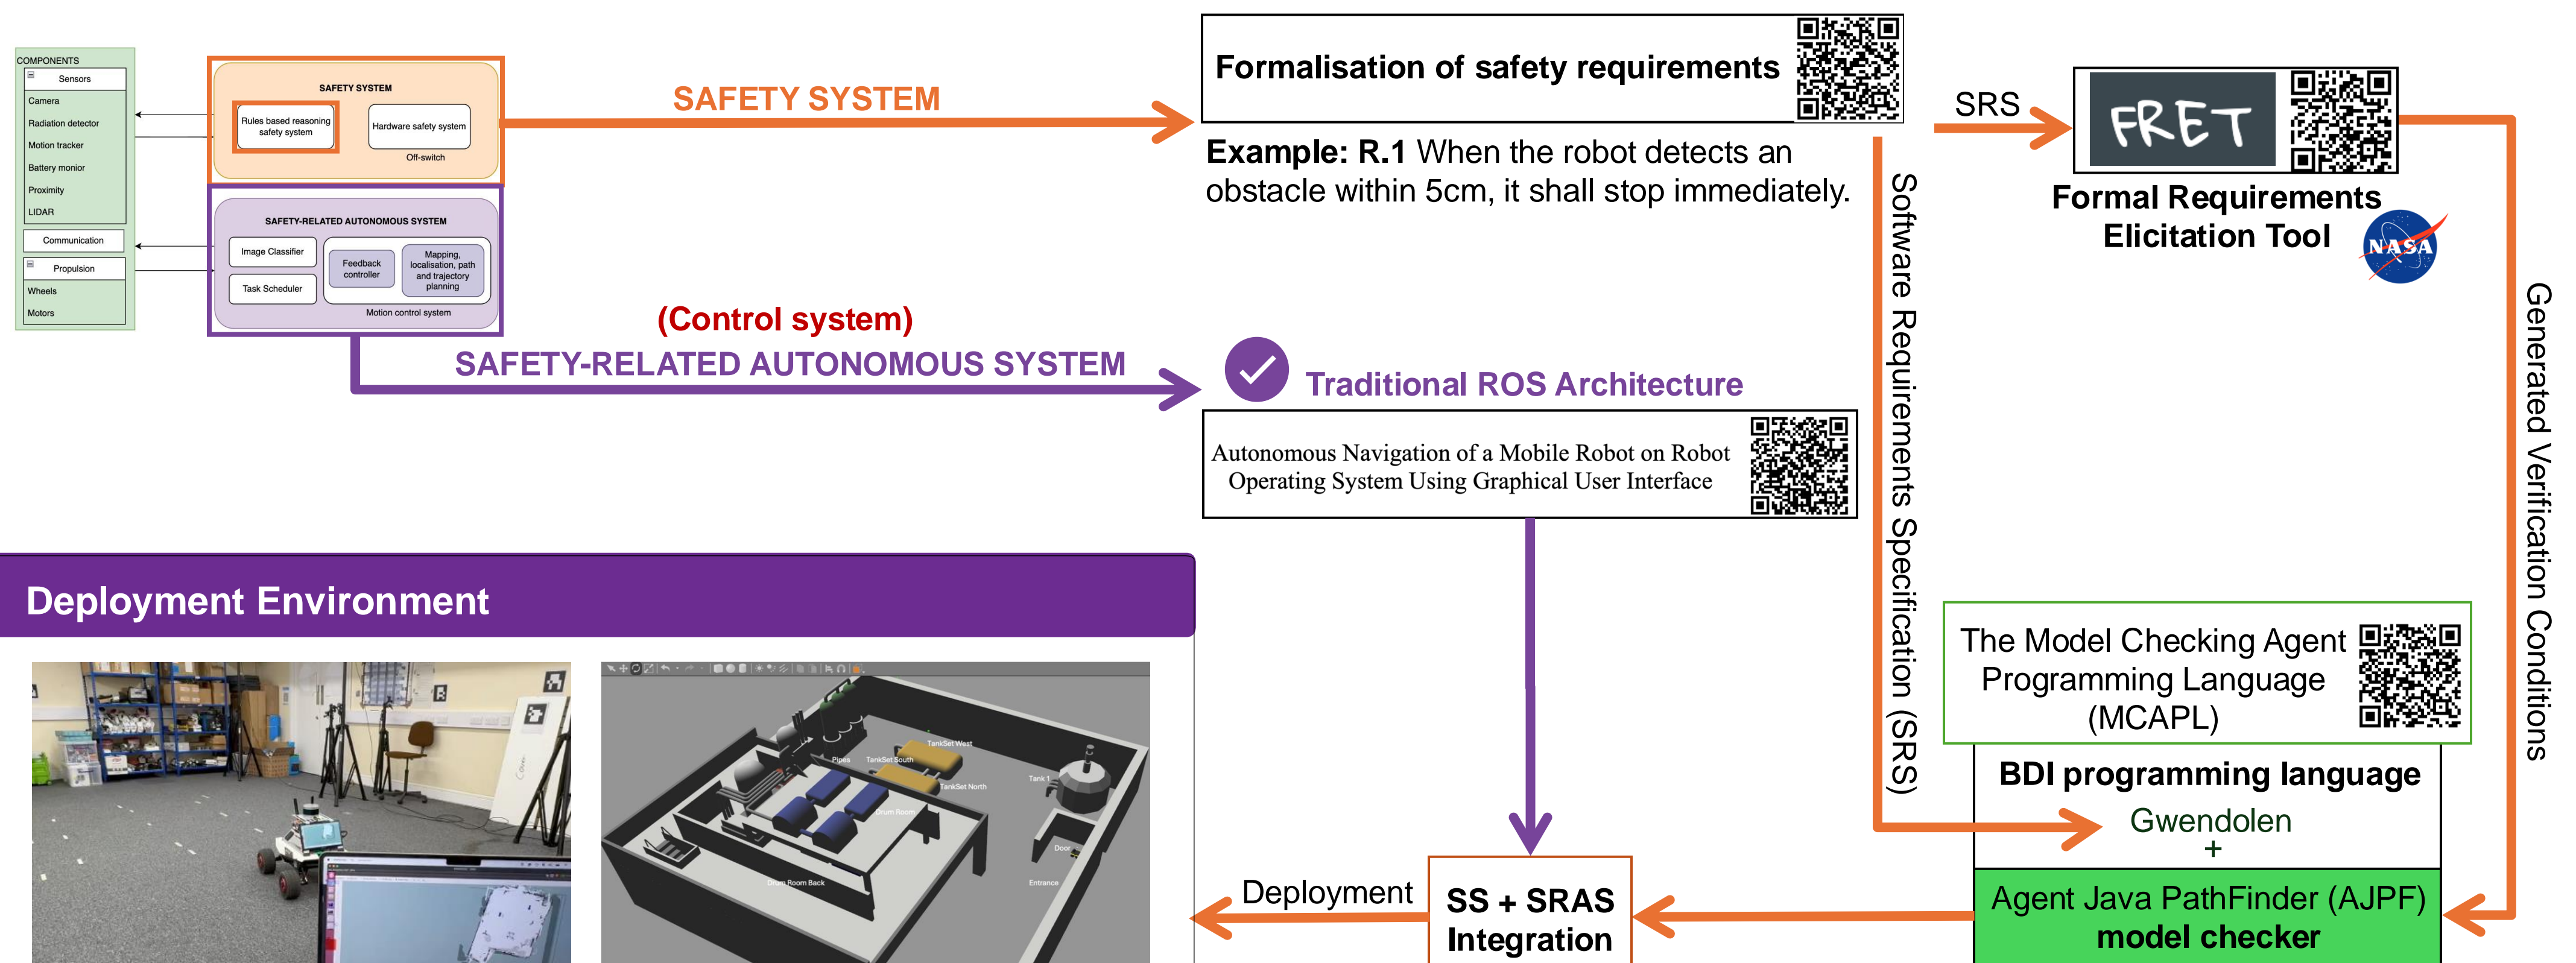 COMPONENTS
Sensors
Camera
Radiation detector
Motion tracker
Battery monior
Proximity
LIDAR
Communication
Propulsion
Wheels
Motors
SAFETY SYSTEM
Rules based reasoning
safety system
Hardware safety system
Off-switch
SAFETY-RELATED AUTONOMOUS SYSTEM
Image Classifier
Task Scheduler
Feedback
controller
Mapping,
localisation, path
and trajectory
planning
Motion control system
SAFETY SYSTEM
(Control system)
SAFETY-RELATED AUTONOMOUS SYSTEM
Formalisation of safety requirements
Example: R.1 When the robot detects an
obstacle within 5cm, it shall stop immediately.
SRS
FRET
Formal Requirements
Elicitation Tool
NASA
Software Requirements Specification (SRS)
Generated Verification Conditions
Traditional ROS Architecture
Autonomous Navigation of a Mobile Robot on Robot
Operating System Using Graphical User Interface
The Model Checking Agent
Programming Language
(MCAPL)
BDI programming language
Gwendolen
+
Agent Java PathFinder (AJPF)
model checker
SS + SRAS
Integration
Deployment
Deployment Environment
Cover
TankSet West
Pipes
TankSet South
TankSet North
Tank 1
Drum Room
Door
Drum Room Back
Entrance